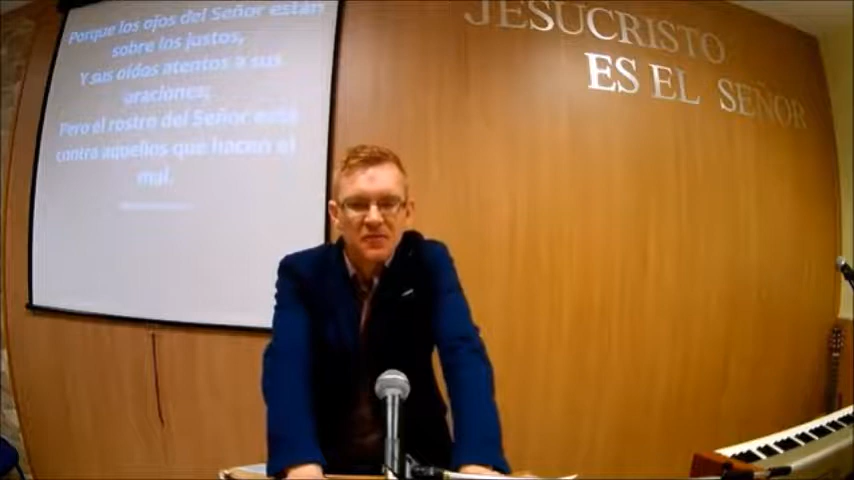 Porque los ojos del Señor están
sobre los justos,
Y sus oídos atentos a sus
oraciones;
Pero el rostro del Señor está
contra aquellos que hacen el
mal.
JESUCRISTO
ES EL SEÑOR